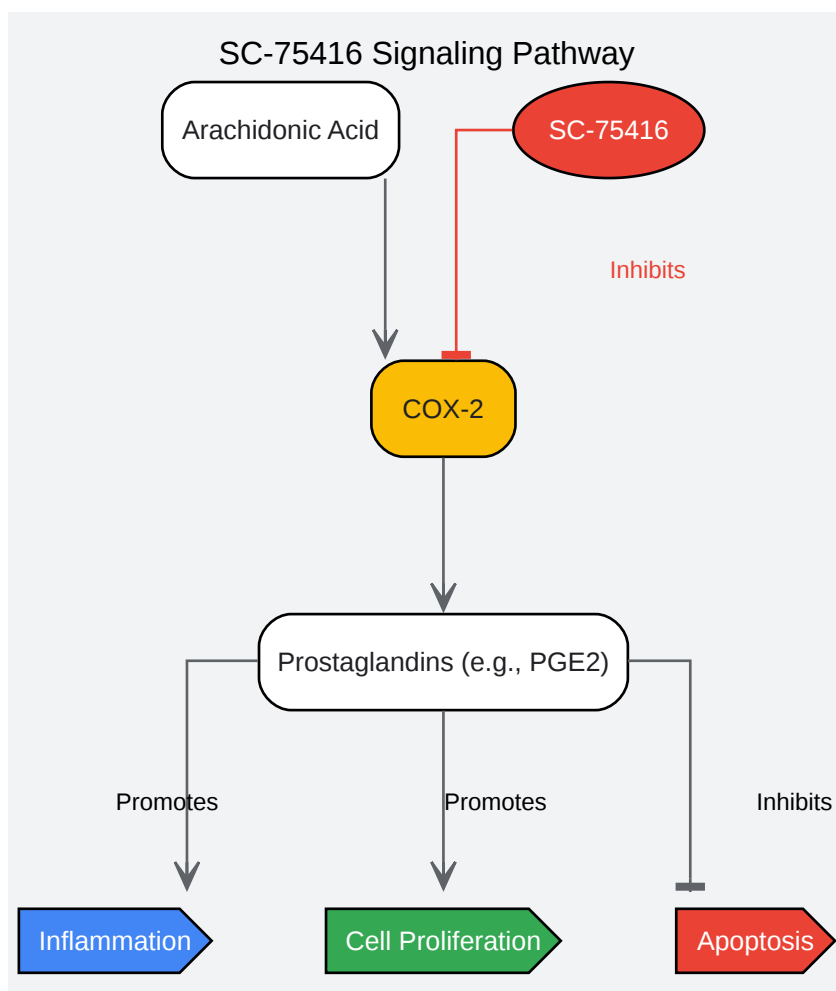 SC-75416 Signaling Pathway
Arachidonic Acid
SC-75416
Inhibits
COX-2
Prostaglandins (e.g., PGE2)
Promotes
Promotes
Inhibits
Inflammation
Cell Proliferation
Apoptosis